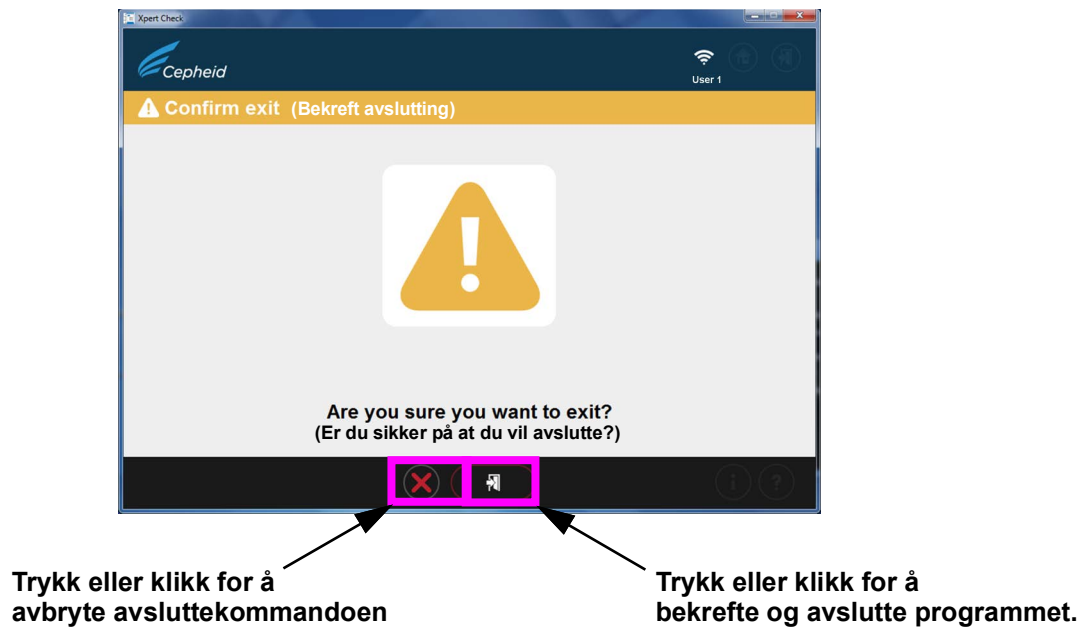 Xpert Check
Cepheid
User 1
Confirm exit (Bekreft avslutting)
Are you sure you want to exit?
(Er du sikker på at du vil avslutte?)
i ?
Trykk eller klikk for å
avbryte avsluttekommandoen
Trykk eller klikk for å
bekrefte og avslutte programmet.